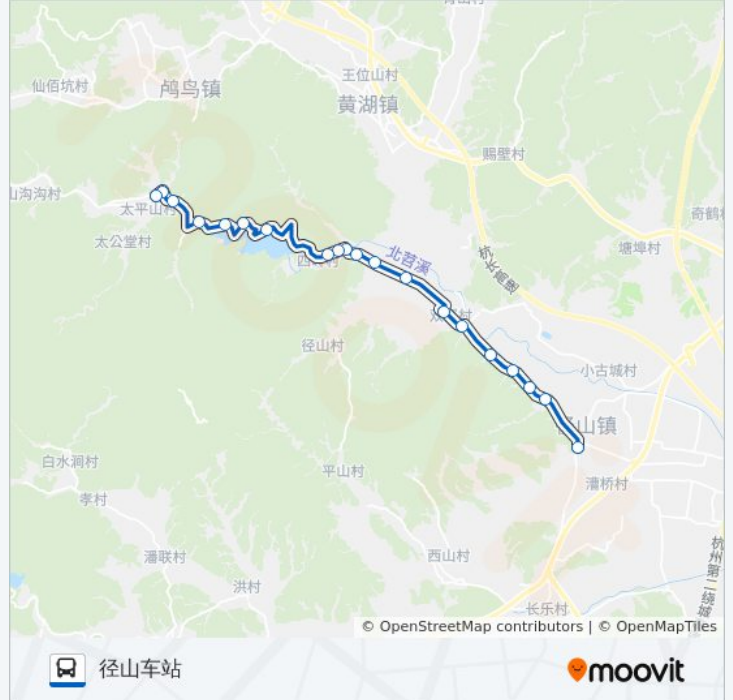 仙佰坑村
鸬鸟镇
王位山村
黄湖镇
赐壁村
山沟沟村
太平山村
太公堂村
奇鹤村
塘埠村
北苕溪
杭长高速
径山村
小古城村
径山镇
白水涧村
孝村
平山村
漕桥村
潘联村
洪村
西山村
长乐村
杭州第二绕城
© OpenStreetMap contributors | © OpenMapTiles
径山车站
moovit